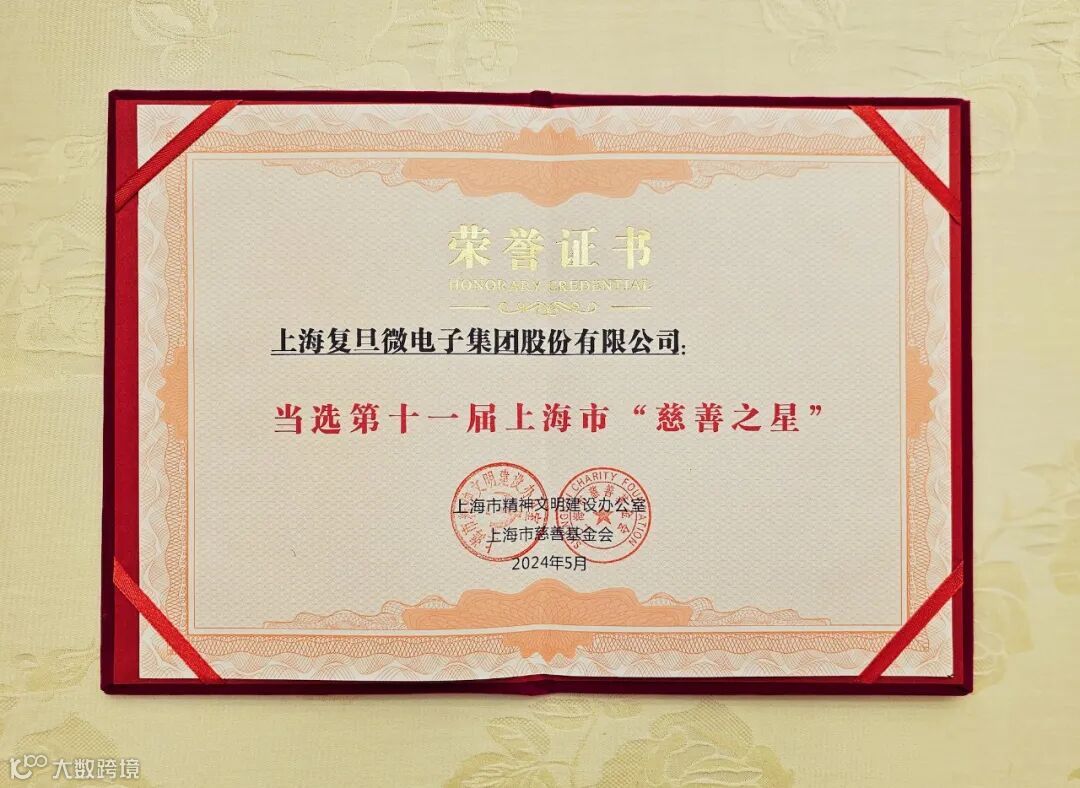 荣誉证书
HONORARY CREDENTIAL
上海复旦微电子集团股份有限公司:
当选第十一届上海市“慈善之星”
上海市精神文明建设办公室
上海市慈善基金会
2024年5月
大数跨境